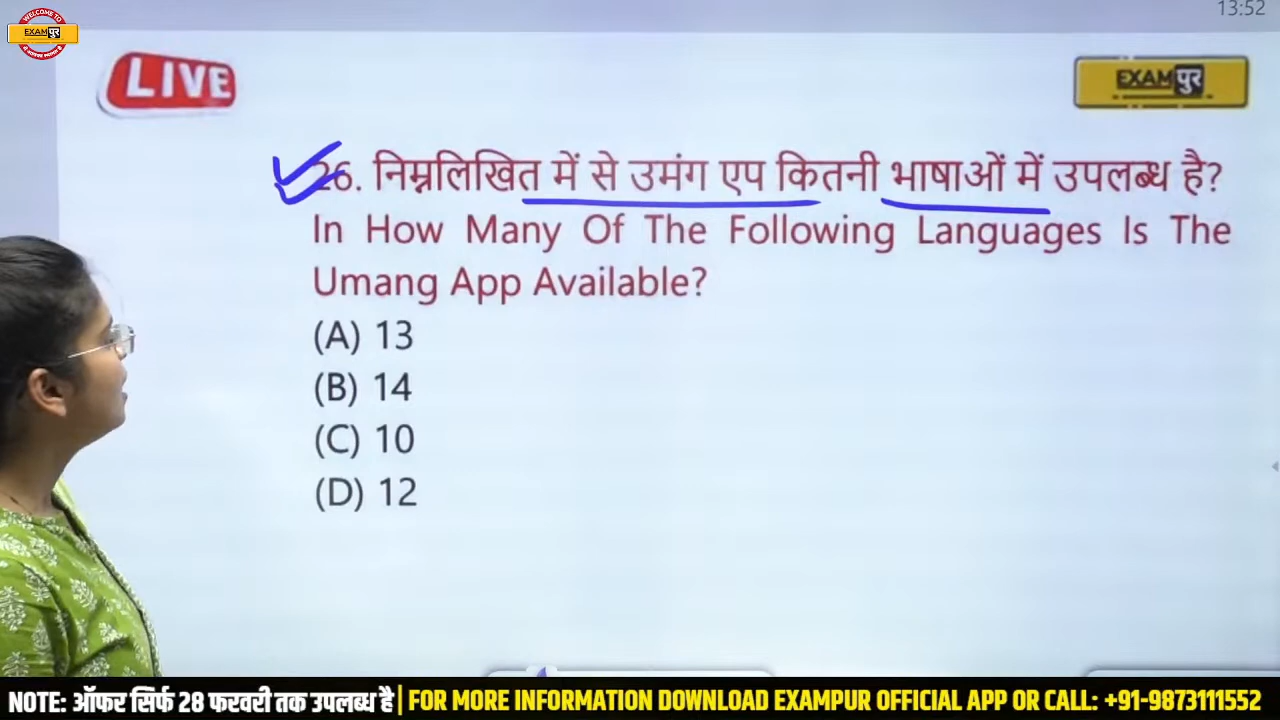 13:52
WELCOME TO
EXAMपुर
LIVE
EXAMपुर
26. निम्नलिखित में से उमंग एप कितनी भाषाओं में उपलब्ध है?
In How Many Of The Following Languages Is The
Umang App Available?
(A) 13
(B) 14
(C) 10
(D) 12
NOTE: ऑफर सिर्फ 28 फरवरी तक उपलब्ध है | FOR MORE INFORMATION DOWNLOAD EXAMPUR OFFICIAL APP OR CALL: +91-9873111552